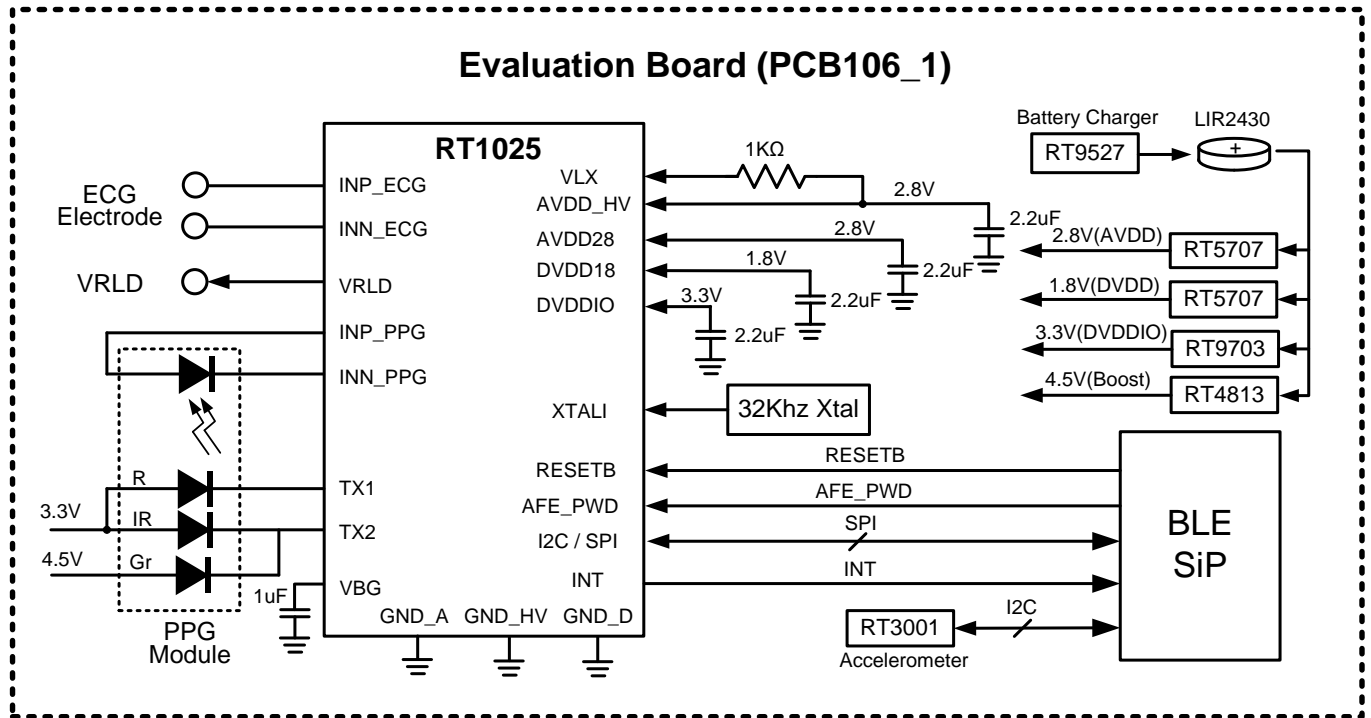 Evaluation Board (PCB106_1)
RT1025
ECG
Electrode
VRLD
INP_ECG
INN_ECG
VRLD
INP_PPG
INN_PPG
TX1
TX2
VBG
R
IR
Gr
3.3V
4.5V
1uF
PPG
Module
GND_A GND_HV GND_D
VLX
AVDD_HV
AVDD28
DVDD18
DVDDIO
XTALI
RESETB
AFE_PWD
I2C / SPI
INT
1KΩ
2.8V
2.2uF
2.8V
2.2uF
1.8V
2.2uF
3.3V
2.2uF
32Khz Xtal
Battery Charger
RT9527
LIR2430
+
2.8V(AVDD)
RT5707
1.8V(DVDD)
RT5707
3.3V(DVDDIO)
RT9703
4.5V(Boost)
RT4813
RESETB
AFE_PWD
SPI
INT
I2C
BLE
SiP
RT3001
Accelerometer